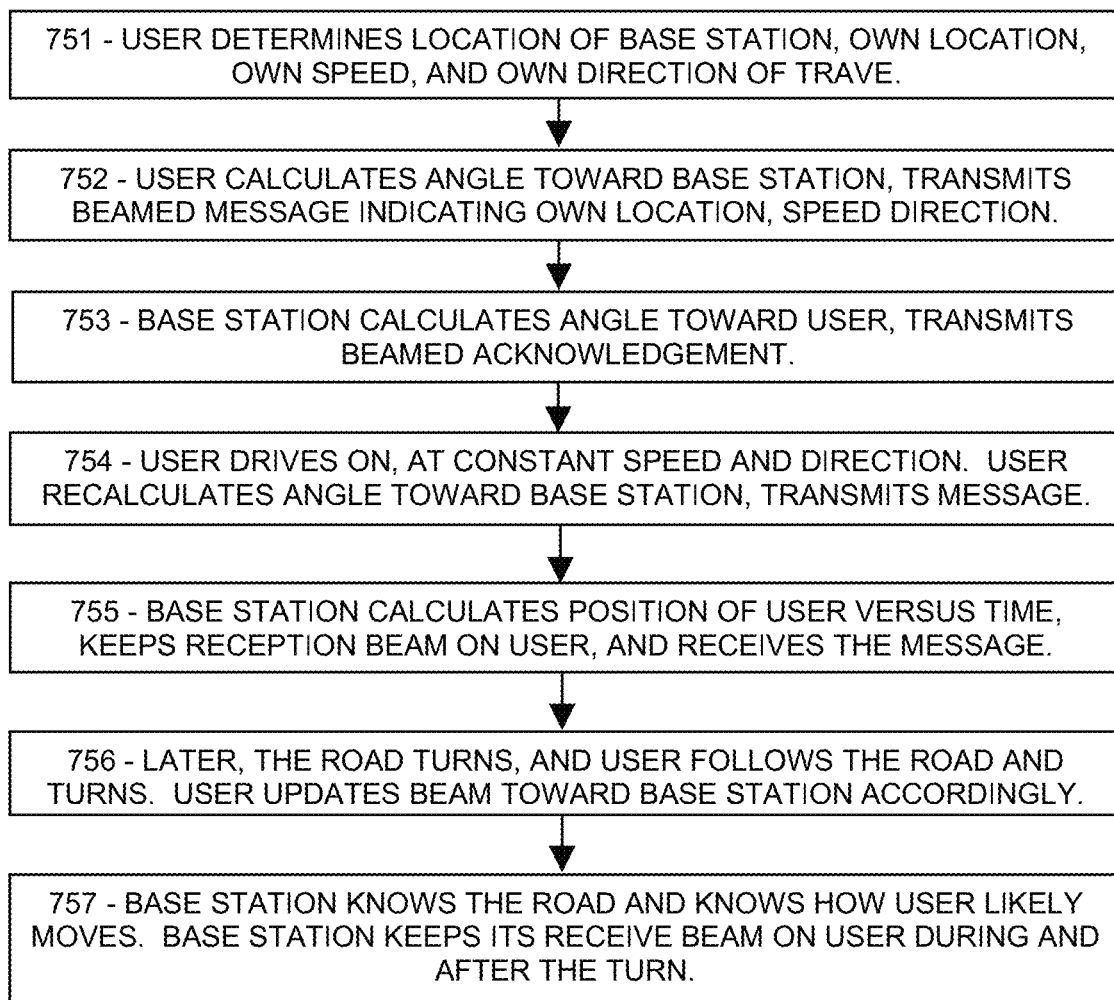 751 - USER DETERMINES LOCATION OF BASE STATION, OWN LOCATION,
OWN SPEED, AND OWN DIRECTION OF TRAVE.
752 - USER CALCULATES ANGLE TOWARD BASE STATION, TRANSMITS
BEAMED MESSAGE INDICATING OWN LOCATION, SPEED DIRECTION.
753 - BASE STATION CALCULATES ANGLE TOWARD USER, TRANSMITS
BEAMED ACKNOWLEDGEMENT.
754 - USER DRIVES ON, AT CONSTANT SPEED AND DIRECTION. USER
RECALCULATES ANGLE TOWARD BASE STATION, TRANSMITS MESSAGE.
755 - BASE STATION CALCULATES POSITION OF USER VERSUS TIME,
KEEPS RECEPTION BEAM ON USER, AND RECEIVES THE MESSAGE.
756 - LATER, THE ROAD TURNS, AND USER FOLLOWS THE ROAD AND
TURNS. USER UPDATES BEAM TOWARD BASE STATION ACCORDINGLY.
757 - BASE STATION KNOWS THE ROAD AND KNOWS HOW USER LIKELY
MOVES. BASE STATION KEEPS ITS RECEIVE BEAM ON USER DURING AND
AFTER THE TURN.